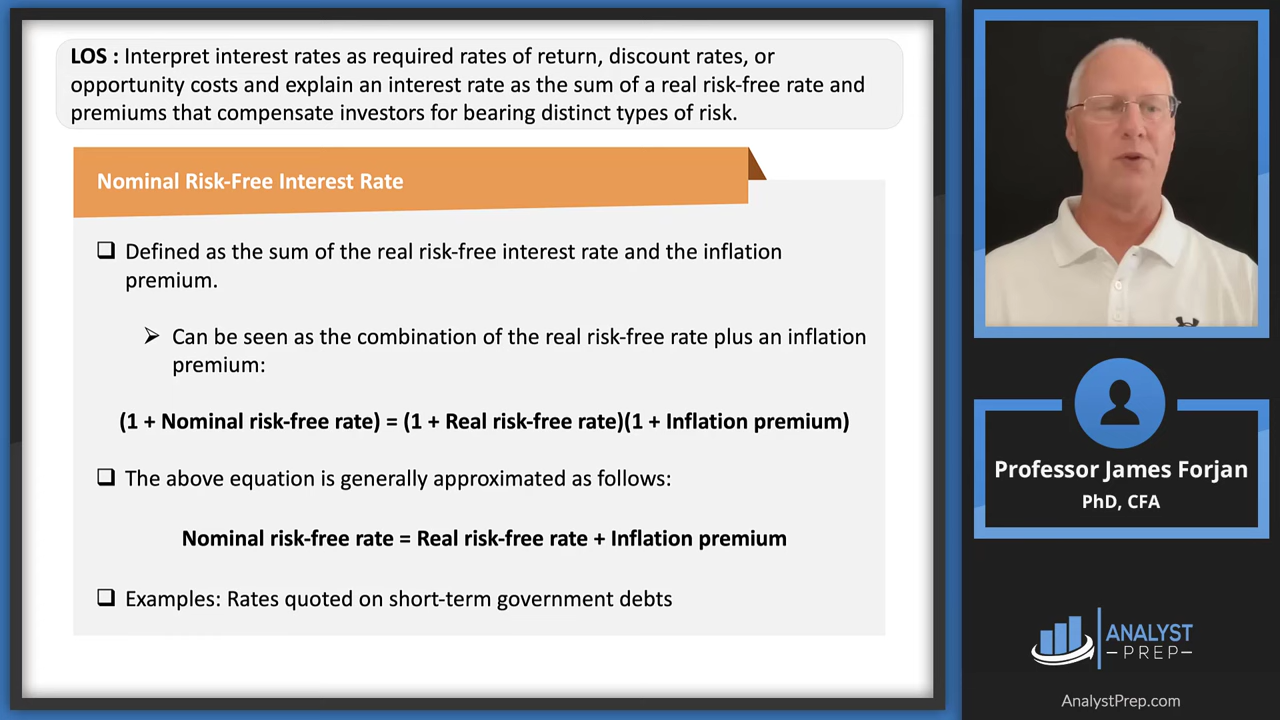 LOS : Interpret interest rates as required rates of return, discount rates, or
opportunity costs and explain an interest rate as the sum of a real risk-free rate and
premiums that compensate investors for bearing distinct types of risk.
Nominal Risk-Free Interest Rate
❑ Defined as the sum of the real risk-free interest rate and the inflation
premium.
➢ Can be seen as the combination of the real risk-free rate plus an inflation
premium:
(1 + Nominal risk-free rate) = (1 + Real risk-free rate)(1 + Inflation premium)
❑ The above equation is generally approximated as follows:
Nominal risk-free rate = Real risk-free rate + Inflation premium
❑ Examples: Rates quoted on short-term government debts
Professor James Forjan
PhD, CFA
ANALYST
—PREP—
AnalystPrep.com